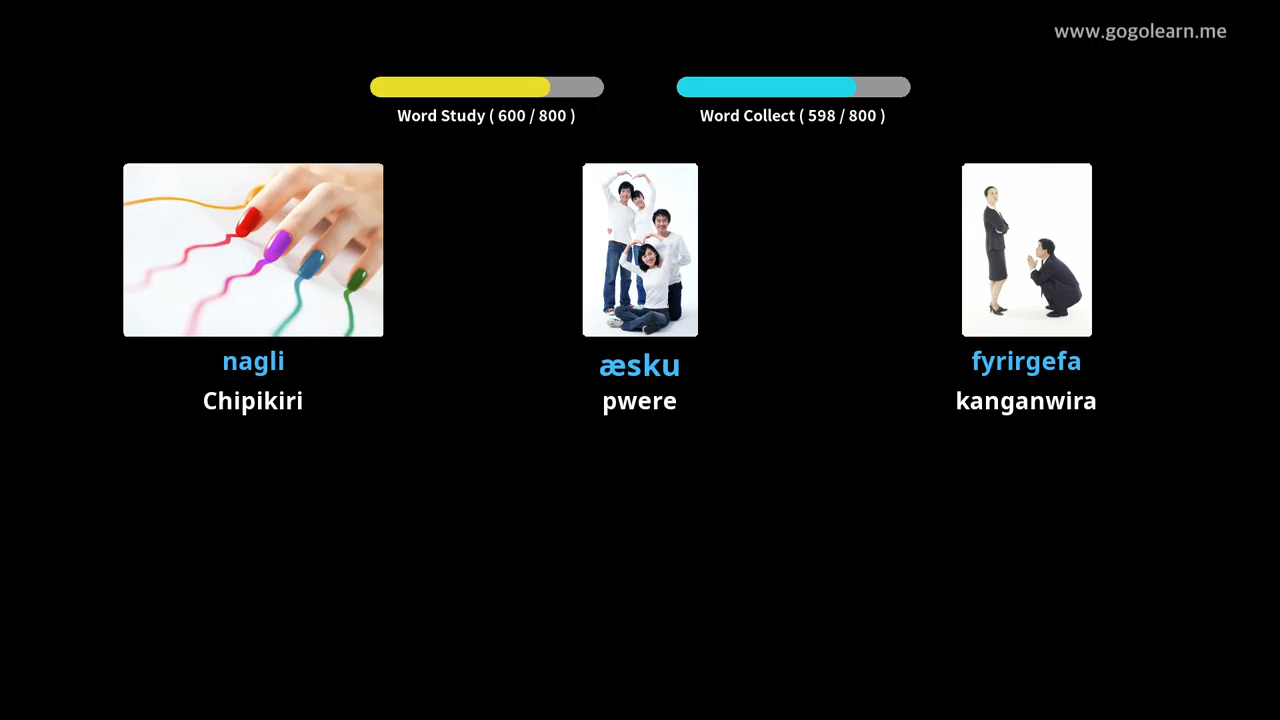 www.gogolearn.me
Word Study ( 600 / 800 )
Word Collect ( 598 / 800 )
nagli
æsku
fyrirgefa
Chipikiri
pwere
kanganwira